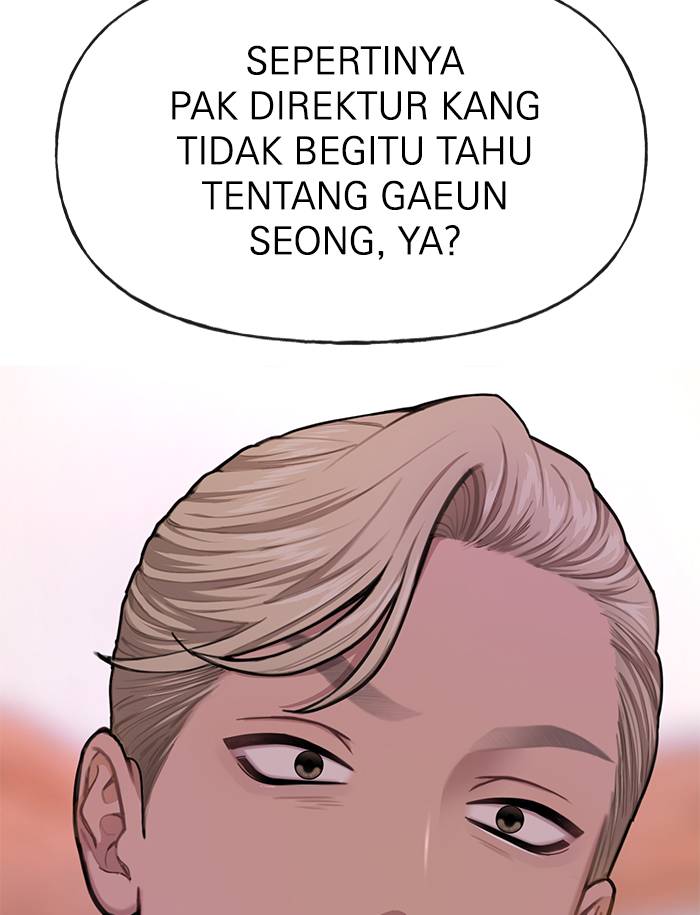 SEPERTINYA
PAK DIREKTUR KANG
TIDAK BEGITU TAHU
TENTANG GAEUN
SEONG, YA?